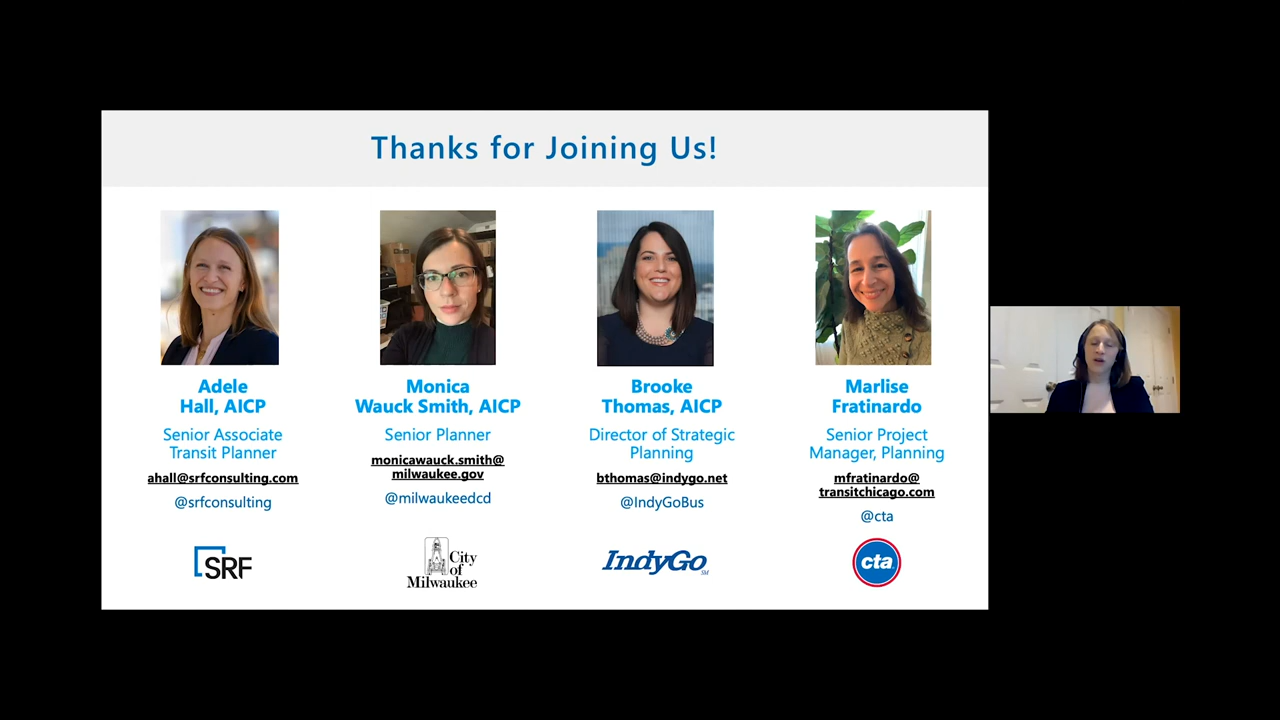 Thanks for Joining Us!
Adele
Hall, AICP
Senior Associate
Transit Planner
ahall@srfconsulting.com
@srfconsulting
SRF
Monica
Wauck Smith, AICP
Senior Planner
monicawauck.smith@
milwaukee.gov
@milwaukeedcd
City
of
Milwaukee
Brooke
Thomas, AICP
Director of Strategic
Planning
bthomas@indygo.net
@IndyGoBus
IndyGo SM
Marlise
Fratinardo
Senior Project
Manager, Planning
mfratinardo@
transitchicago.com
@cta
cta